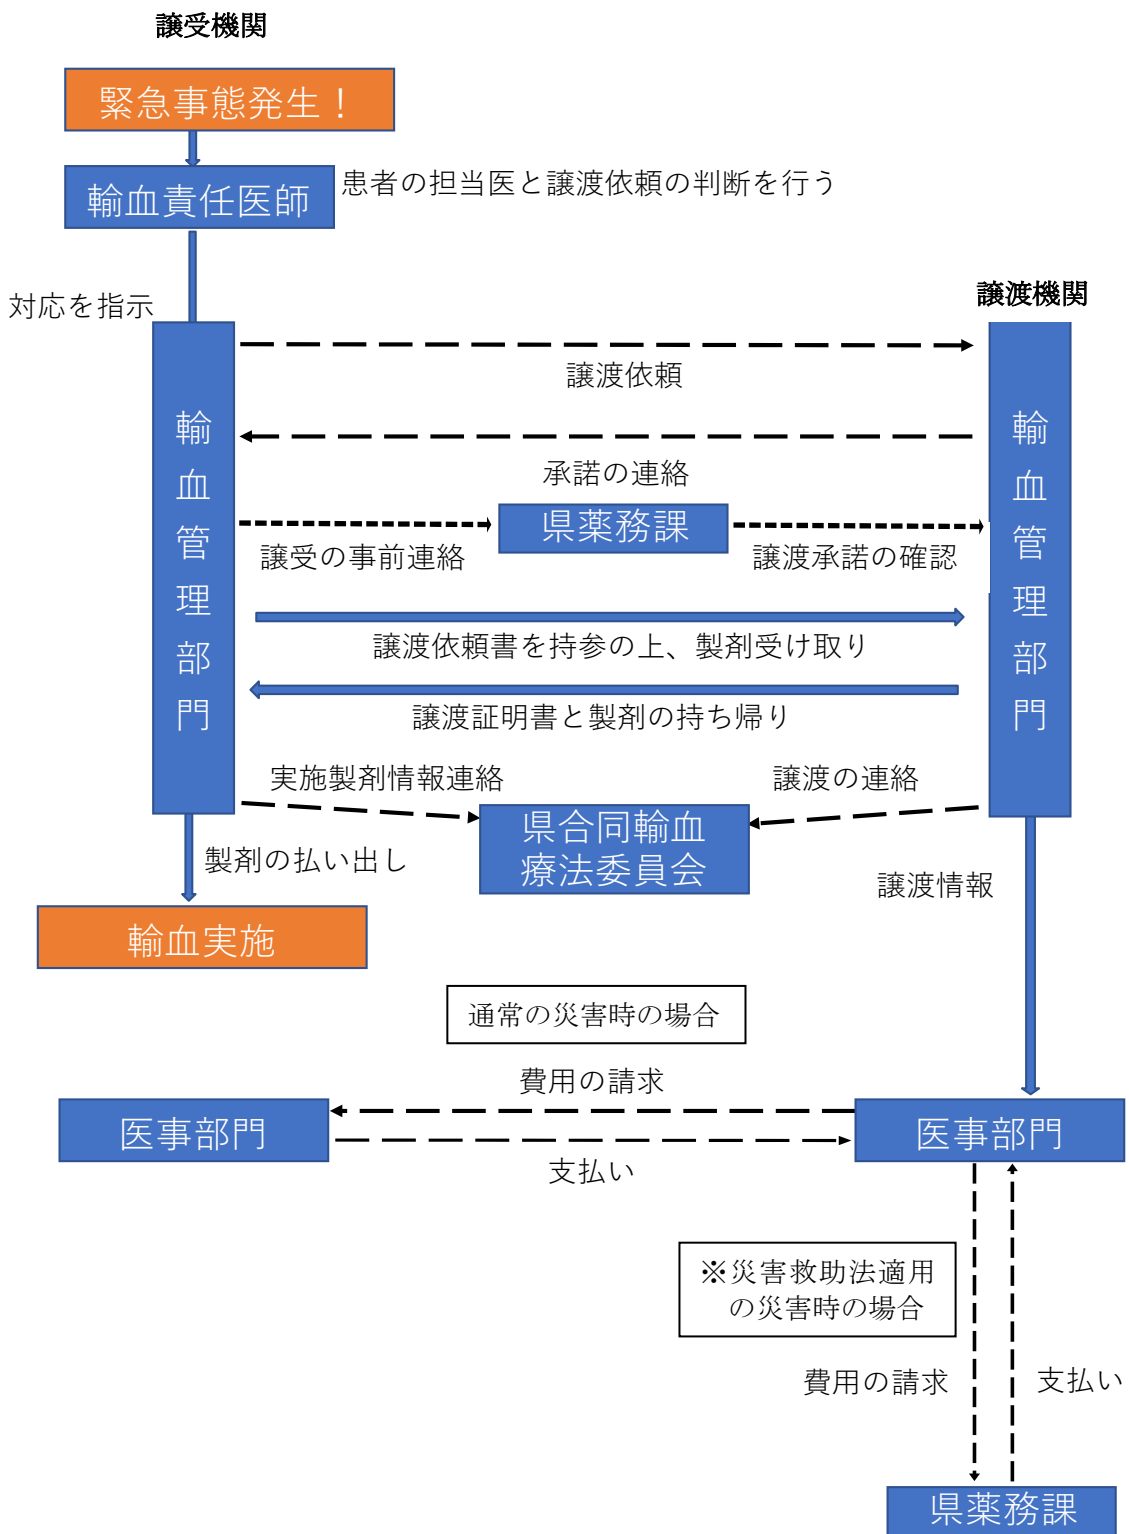 譲受機関
緊急事態発生！
輸血責任医師
患者の担当医と譲渡依頼の判断を行う
対応を指示
譲渡機関
輸血管理部門
輸血管理部門
譲渡依頼
承諾の連絡
県薬務課
譲受の事前連絡
譲渡承諾の確認
譲渡依頼書を持参の上、製剤受け取り
譲渡証明書と製剤の持ち帰り
実施製剤情報連絡
譲渡の連絡
県合同輸血
療法委員会
製剤の払い出し
譲渡情報
輸血実施
通常の災害時の場合
費用の請求
医事部門
医事部門
支払い
※災害救助法適用
の災害時の場合
費用の請求
支払い
県薬務課